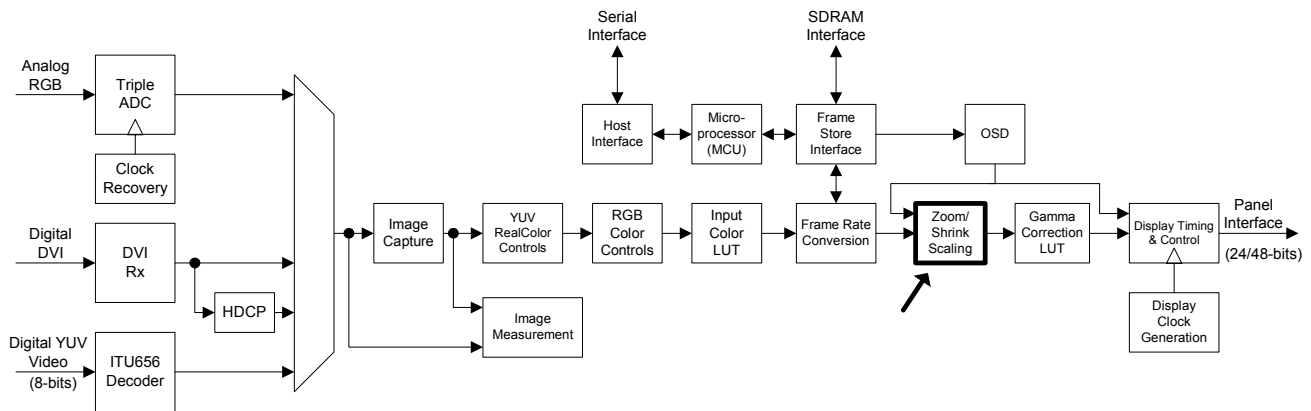 Serial
Interface
SDRAM
Interface
Analog
RGB
Triple
ADC
Clock
Recovery
Host
Interface
Micro-
processor
(MCU)
Frame
Store
Interface
OSD
Digital
DVI
DVI
Rx
HDCP
Digital YUV
Video
(8-bits)
ITU656
Decoder
Image
Capture
YUV
RealColor
Controls
RGB
Color
Controls
Input
Color
LUT
Frame Rate
Conversion
Zoom/
Shrink
Scaling
Gamma
Correction
LUT
Display Timing
& Control
Panel
Interface
(24/48-bits)
Image
Measurement
Display
Clock
Generation